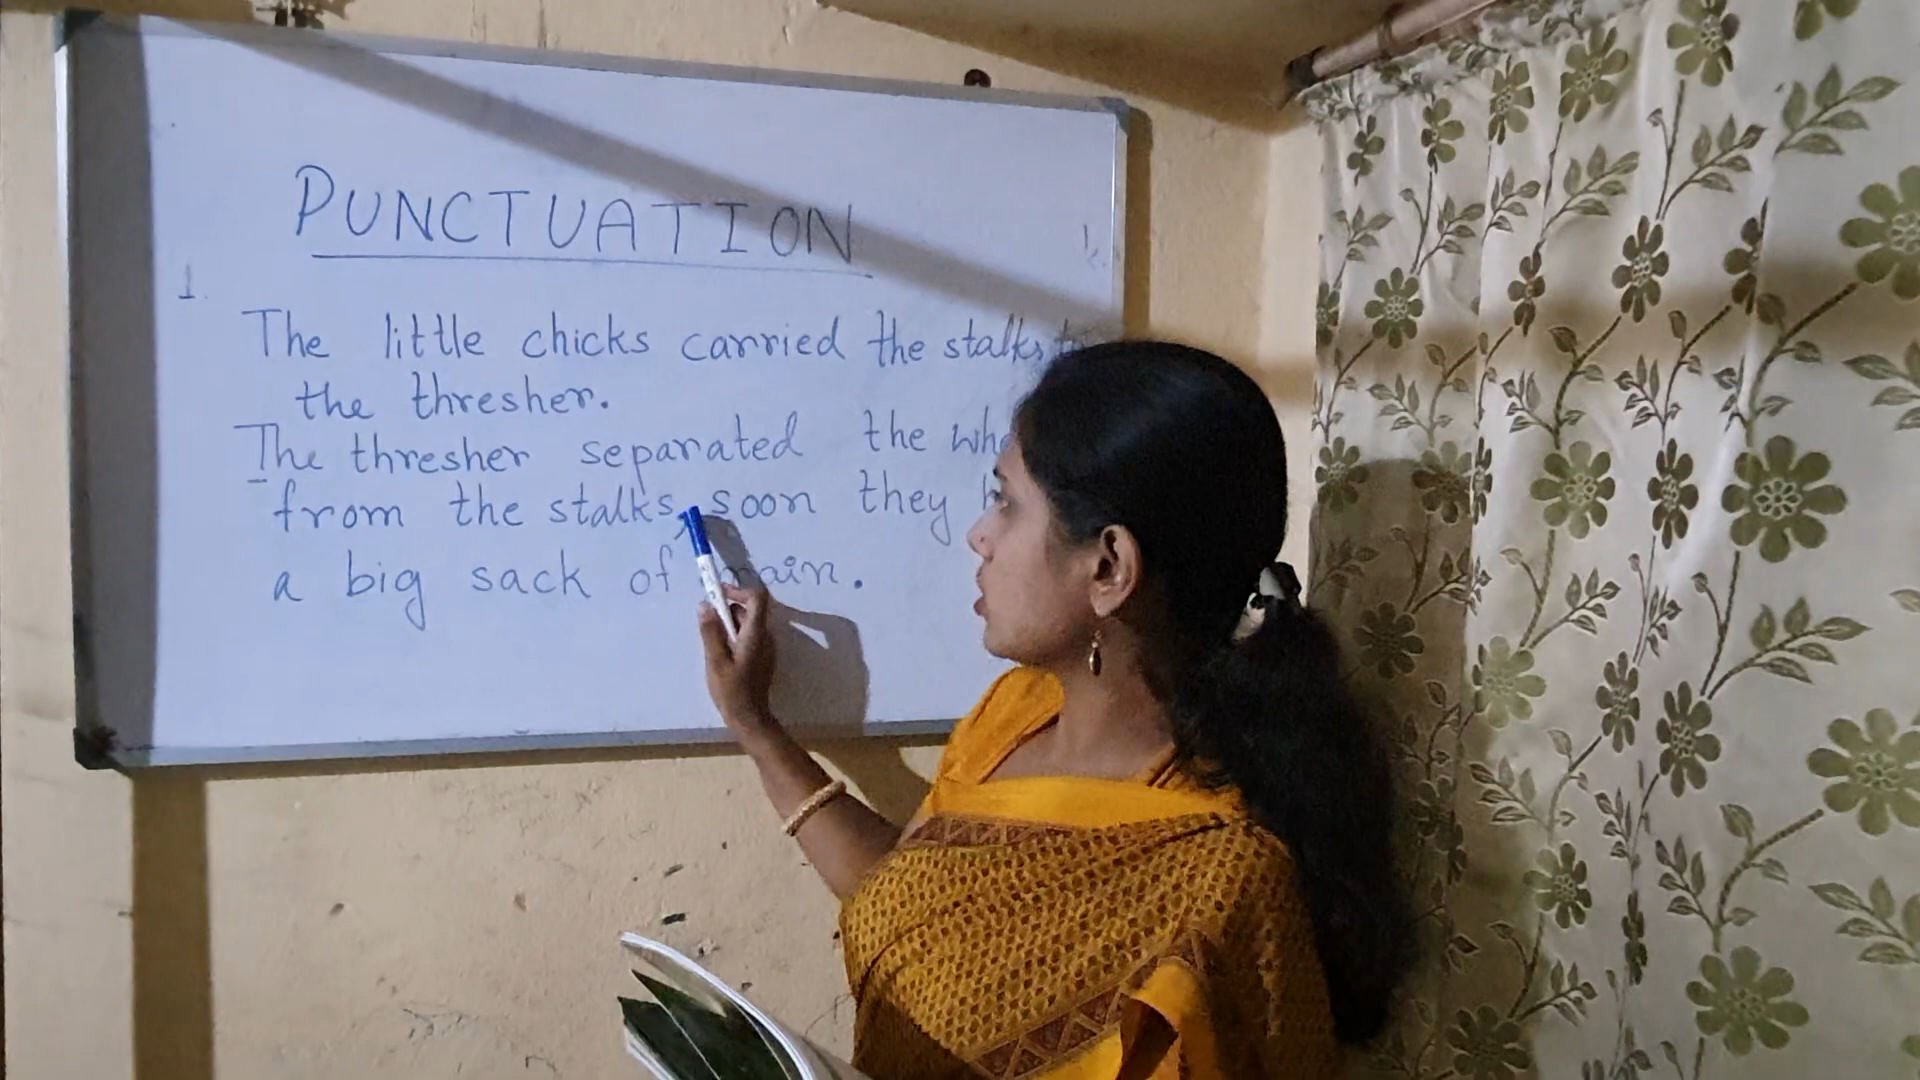 PUNCTUATION
1.
The little chicks carried the stalks
the thresher.
The thresher separated the
from the stalks, soon they
a big sack of